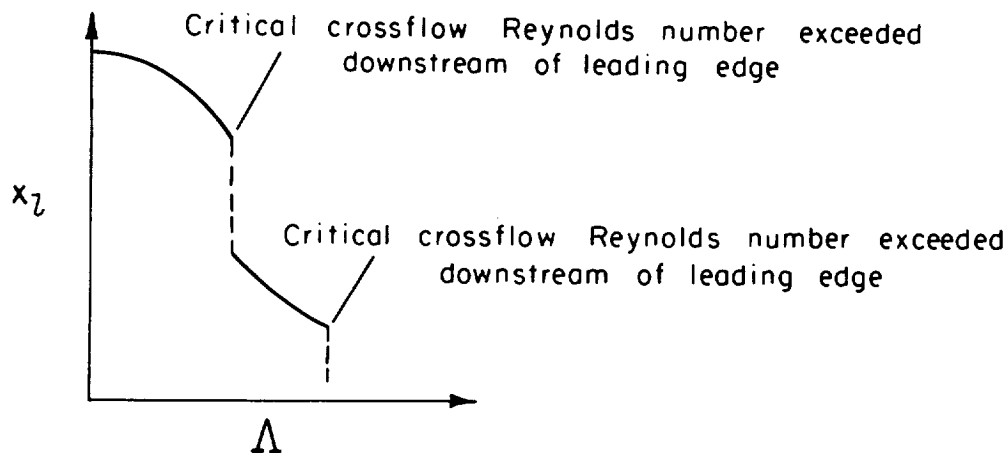 Critical crossflow Reynolds number exceeded
downstream of leading edge
x_l
Critical crossflow Reynolds number exceeded
downstream of leading edge
Λ